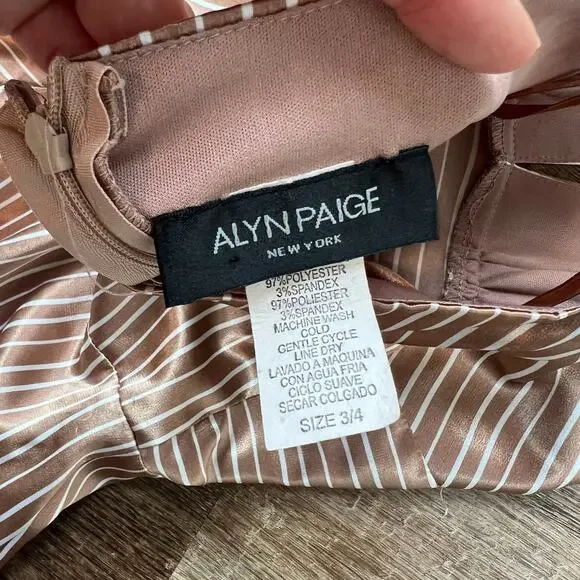 ALYN PAIGE
NEW YORK
97%POLYESTER
3%SPANDEX
97%POLIESTER
3%SPANDEX
MACHINE WASH
COLD
GENTLE CYCLE
LINE DRY
LAVADO A MAQUINA
CON AGUA FRIA
CICLO SUAVE
SECAR COLGADO
SIZE 3/4